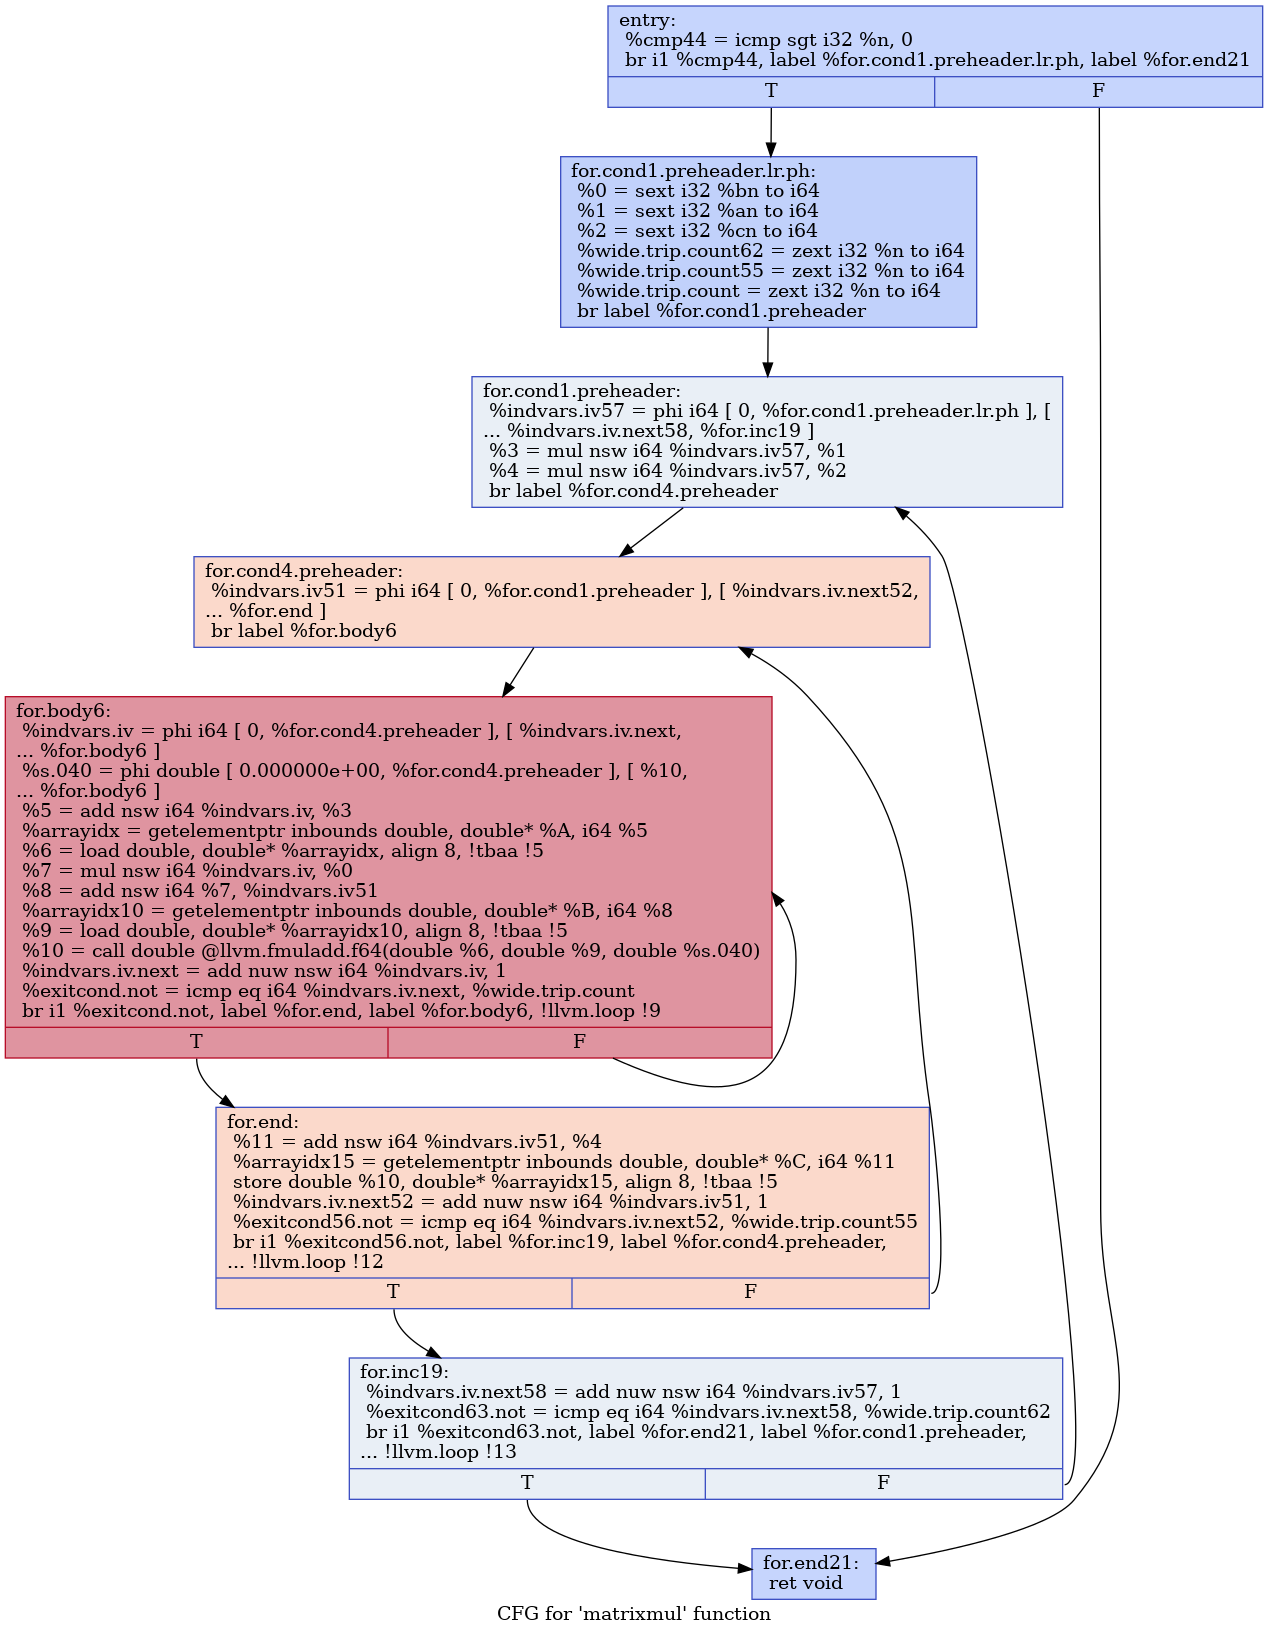 entry:
%cmp44 = icmp sgt i32 %n, 0
br i1 %cmp44, label %for.cond1.preheader.lr.ph, label %for.end21
T F
for.cond1.preheader.lr.ph:
%0 = sext i32 %bn to i64
%1 = sext i32 %an to i64
%2 = sext i32 %cn to i64
%wide.trip.count62 = zext i32 %n to i64
%wide.trip.count55 = zext i32 %n to i64
%wide.trip.count = zext i32 %n to i64
br label %for.cond1.preheader
for.cond1.preheader:
%indvars.iv57 = phi i64 [ 0, %for.cond1.preheader.lr.ph ], [
... %indvars.iv.next58, %for.inc19 ]
%3 = mul nsw i64 %indvars.iv57, %1
%4 = mul nsw i64 %indvars.iv57, %2
br label %for.cond4.preheader
for.cond4.preheader:
%indvars.iv51 = phi i64 [ 0, %for.cond1.preheader ], [ %indvars.iv.next52,
... %for.end ]
br label %for.body6
for.body6:
%indvars.iv = phi i64 [ 0, %for.cond4.preheader ], [ %indvars.iv.next,
... %for.body6 ]
%s.040 = phi double [ 0.000000e+00, %for.cond4.preheader ], [ %10,
... %for.body6 ]
%5 = add nsw i64 %indvars.iv, %3
%arrayidx = getelementptr inbounds double, double* %A, i64 %5
%6 = load double, double* %arrayidx, align 8, !tbaa !5
%7 = mul nsw i64 %indvars.iv, %0
%8 = add nsw i64 %7, %indvars.iv51
%arrayidx10 = getelementptr inbounds double, double* %B, i64 %8
%9 = load double, double* %arrayidx10, align 8, !tbaa !5
%10 = call double @llvm.fmuladd.f64(double %6, double %9, double %s.040)
%indvars.iv.next = add nuw nsw i64 %indvars.iv, 1
%exitcond.not = icmp eq i64 %indvars.iv.next, %wide.trip.count
br i1 %exitcond.not, label %for.end, label %for.body6, !llvm.loop !9
T F
for.end:
%11 = add nsw i64 %indvars.iv51, %4
%arrayidx15 = getelementptr inbounds double, double* %C, i64 %11
store double %10, double* %arrayidx15, align 8, !tbaa !5
%indvars.iv.next52 = add nuw nsw i64 %indvars.iv51, 1
%exitcond56.not = icmp eq i64 %indvars.iv.next52, %wide.trip.count55
br i1 %exitcond56.not, label %for.inc19, label %for.cond4.preheader,
... !llvm.loop !12
T F
for.inc19:
%indvars.iv.next58 = add nuw nsw i64 %indvars.iv57, 1
%exitcond63.not = icmp eq i64 %indvars.iv.next58, %wide.trip.count62
br i1 %exitcond63.not, label %for.end21, label %for.cond1.preheader,
... !llvm.loop !13
T F
for.end21:
ret void
CFG for 'matrixmul' function